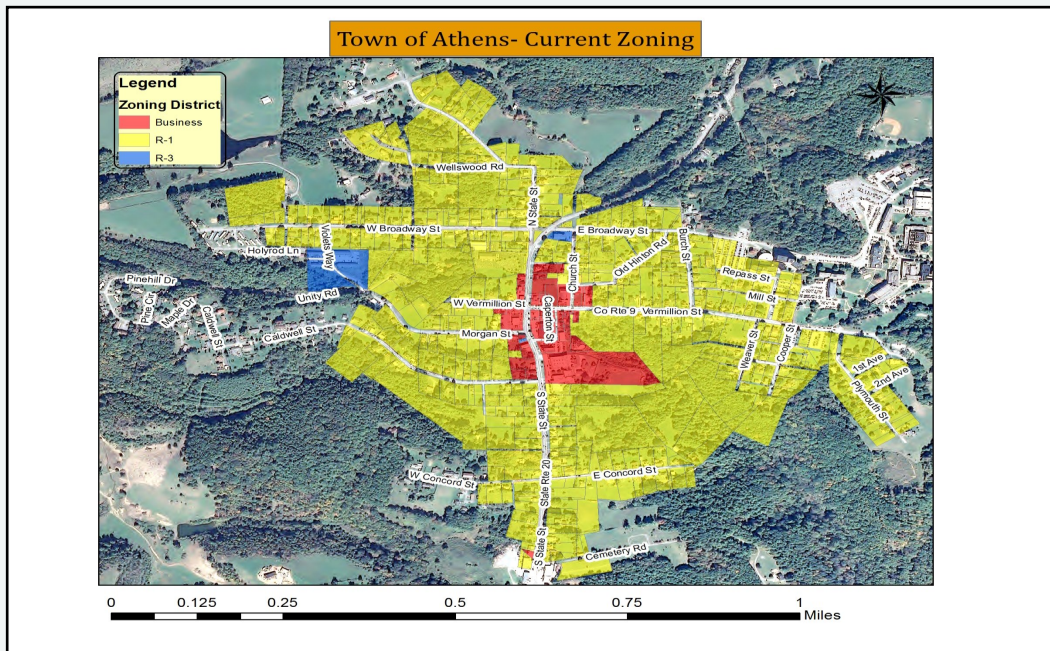 Town of Athens- Current Zoning
Legend
Zoning District
Business
R-1
R-3
Wellswood Rd
N State St
W Broadway St
E Broadway St
Violets Way
Holyrod Ln
Burch St
Old Hinton Rd
Church St
Repass St
Pinehill Dr
Unity Rd
Mill St
Pine Cir
Maple Dr
Caldwell St
W Vermillion St
Caperton St
Co Rte 9
Vermillion St
Caldwell St
Morgan St
Weaver St
Cooper St
1st Ave
2nd Ave
Plymouth St
S State St
W Concord St
State Rte 20
E Concord St
S State St
Cemetery Rd
0
0.125
0.25
0.5
0.75
1
Miles